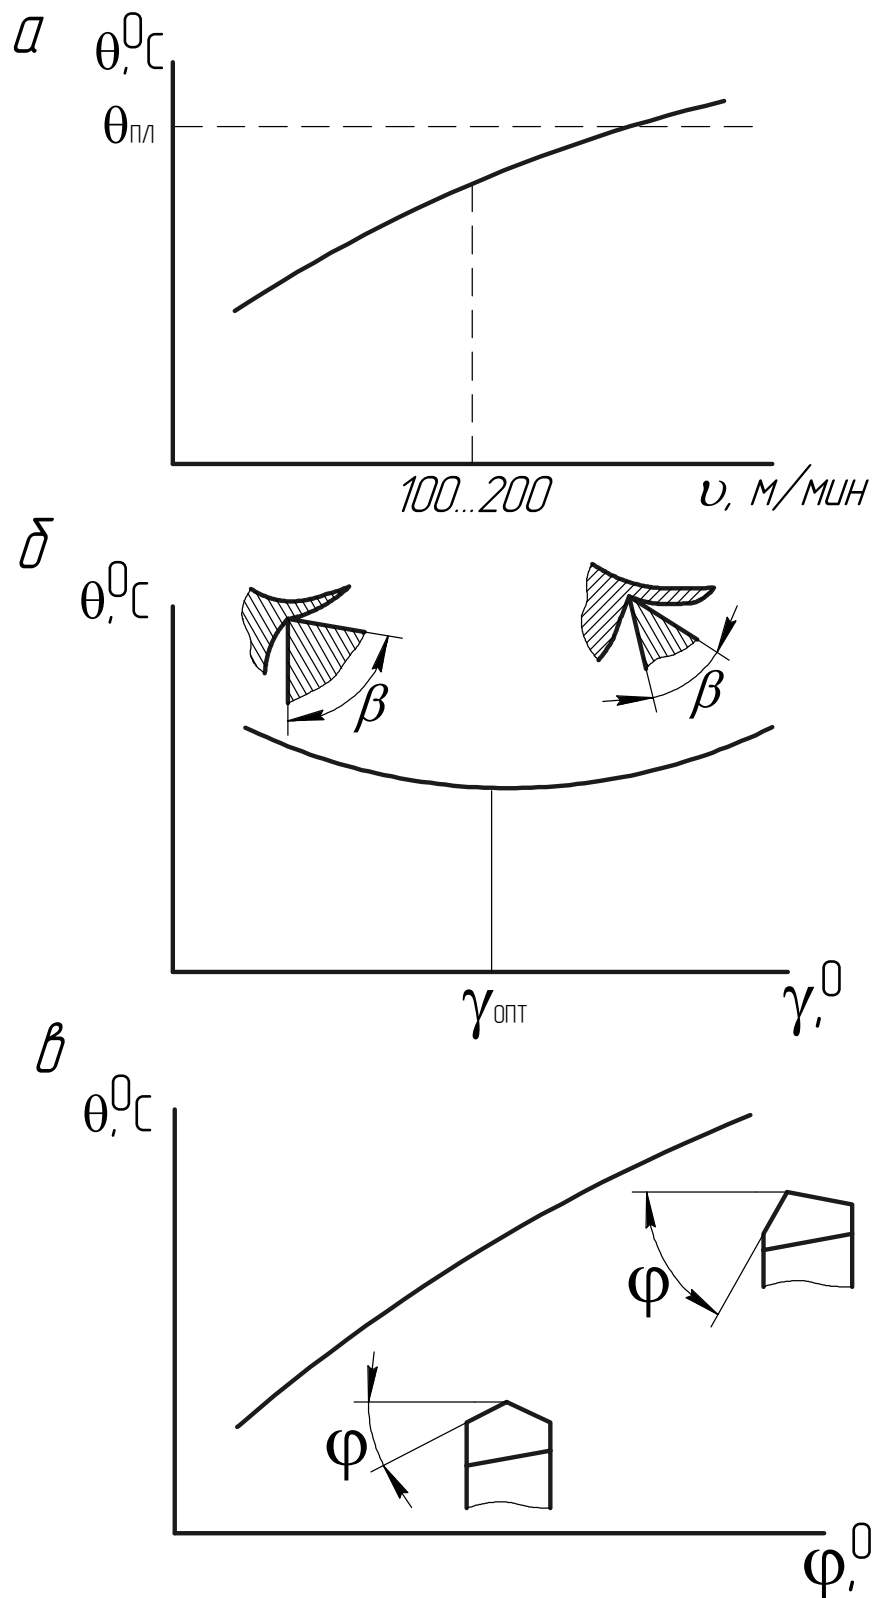 а
θ,⁰С
θпл
100...200
υ, м/мин
б
θ,⁰С
β
β
γопт
γ,⁰
в
θ,⁰С
φ
φ
φ,⁰